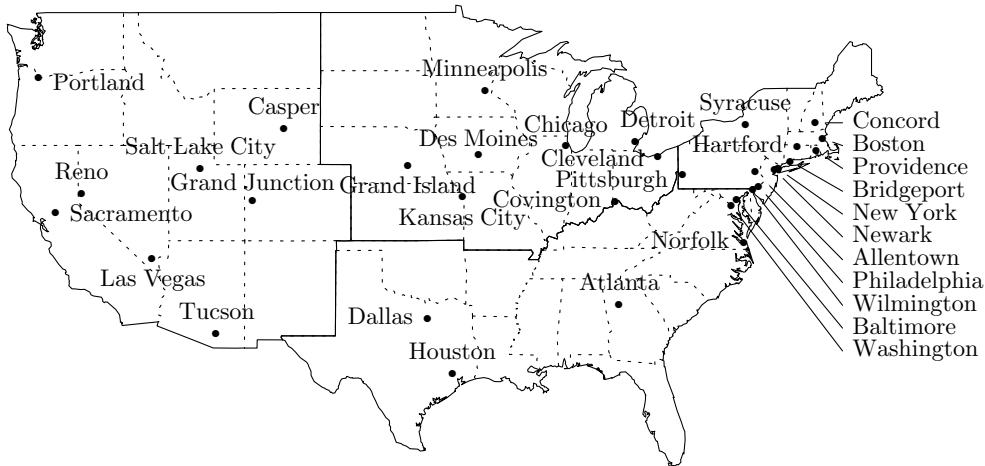 Minneapolis
Portland
Casper
Syracuse
Chicago
Detroit
Concord
Des Moines
Salt Lake City
Hartford
Boston
Cleveland
Providence
Reno
Grand Junction
Grand Island
Pittsburgh
Bridgeport
Covington
Sacramento
Kansas City
New York
Norfolk
Newark
Allentown
Las Vegas
Atlanta
Philadelphia
Tucson
Dallas
Wilmington
Baltimore
Houston
Washington